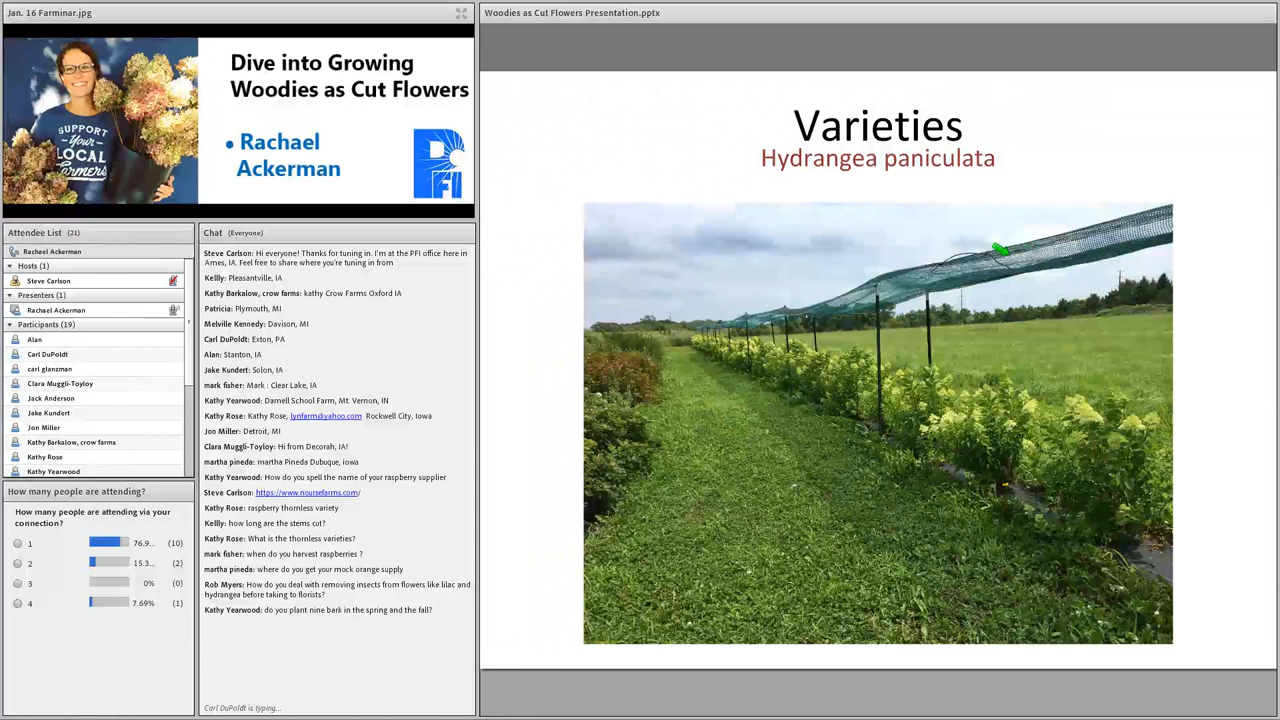 Jan. 16 Farminar.jpg
Dive into Growing
Woodies as Cut Flowers
• Rachael
Ackerman
SUPPORT
Your
LOCAL
Farmers
PFI
Attendee List (21)
Rachael Ackerman
Hosts (1)
Steve Carlson
Presenters (1)
Rachael Ackerman
Participants (19)
Alan
Carl DuPoldt
carl glanzman
Clara Muggli-Toyloy
Jack Anderson
Jake Kundert
Jon Miller
Kathy Barkalow, crow farms
Kathy Rose
Kathy Yearwood
How many people are attending?
How many people are attending via your
connection?
1 76.9... (10)
2 15.3... (2)
3 0% (0)
4 7.69% (1)
Chat (Everyone)
Steve Carlson: Hi everyone! Thanks for tuning in. I'm at the PFI office here in
Ames, IA. Feel free to share where you're tuning in from
Kellly: Pleasantville, IA
Kathy Barkalow, crow farms: kathy Crow Farms Oxford IA
Patricia: Plymouth, MI
Melville Kennedy: Davison, MI
Carl DuPoldt: Exton, PA
Alan: Stanton, IA
Jake Kundert: Solon, IA
mark fisher: Mark : Clear Lake, IA
Kathy Yearwood: Darnell School Farm, Mt. Vernon, IN
Kathy Rose: Kathy Rose, lynfarm@yahoo.com Rockwell City, Iowa
Jon Miller: Detroit, MI
Clara Muggli-Toyloy: Hi from Decorah, IA!
martha pineda: martha Pineda Dubuque, iowa
Kathy Yearwood: How do you spell the name of your raspberry supplier
Steve Carlson: https://www.noursefarms.com/
Kathy Rose: raspberry thornless variety
Kellly: how long are the stems cut?
Kathy Rose: What is the thornless varieties?
mark fisher: when do you harvest raspberries ?
martha pineda: where do you get your mock orange supply
Rob Myers: How do you deal with removing insects from flowers like lilac and
hydrangea before taking to florists?
Kathy Yearwood: do you plant nine bark in the spring and the fall?
Carl DuPoldt is typing...
Woodies as Cut Flowers Presentation.pptx
Varieties
Hydrangea paniculata